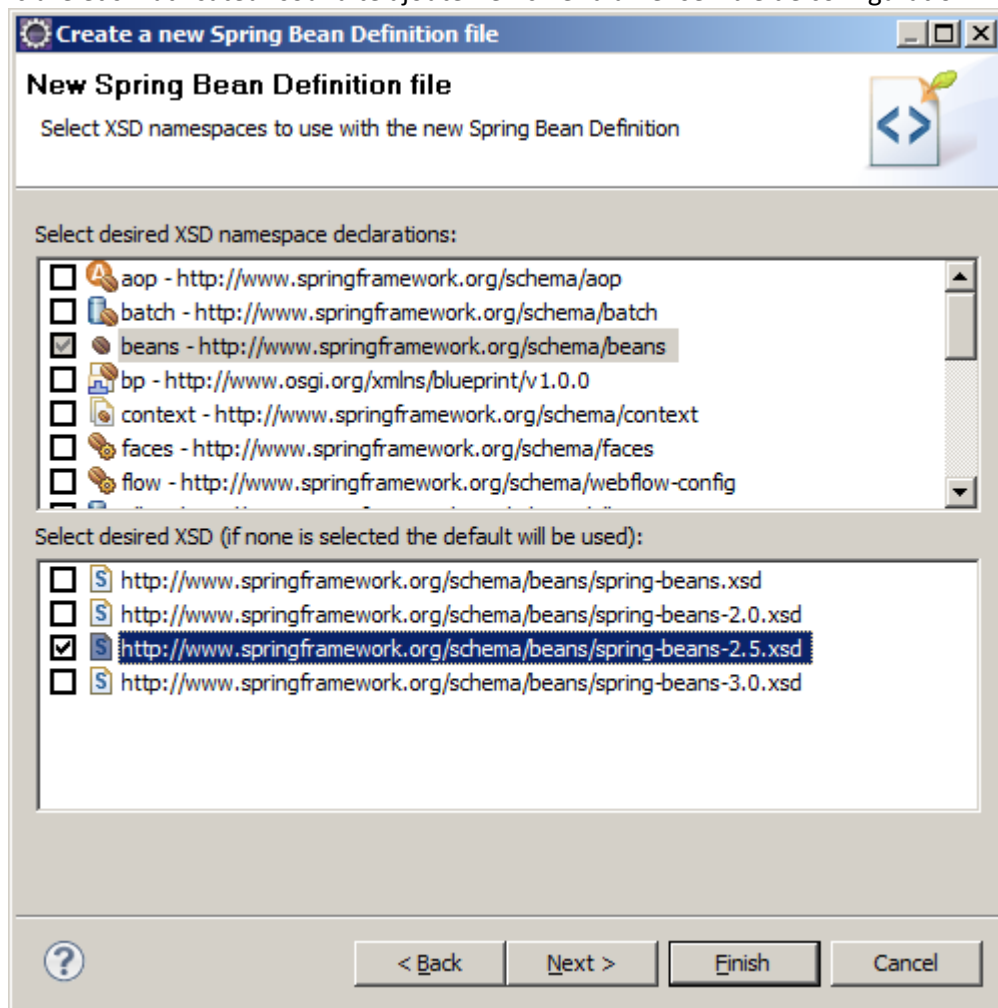 Create a new Spring Bean Definition file
New Spring Bean Definition file
Select XSD namespaces to use with the new Spring Bean Definition
Select desired XSD namespace declarations:
aop - http://www.springframework.org/schema/aop
batch - http://www.springframework.org/schema/batch
beans - http://www.springframework.org/schema/beans
bp - http://www.osgi.org/xmlns/blueprint/v1.0.0
context - http://www.springframework.org/schema/context
faces - http://www.springframework.org/schema/faces
flow - http://www.springframework.org/schema/webflow-config
Select desired XSD (if none is selected the default will be used):
http://www.springframework.org/schema/beans/spring-beans.xsd
http://www.springframework.org/schema/beans/spring-beans-2.0.xsd
http://www.springframework.org/schema/beans/spring-beans-2.5.xsd
http://www.springframework.org/schema/beans/spring-beans-3.0.xsd
< Back
Next >
Finish
Cancel